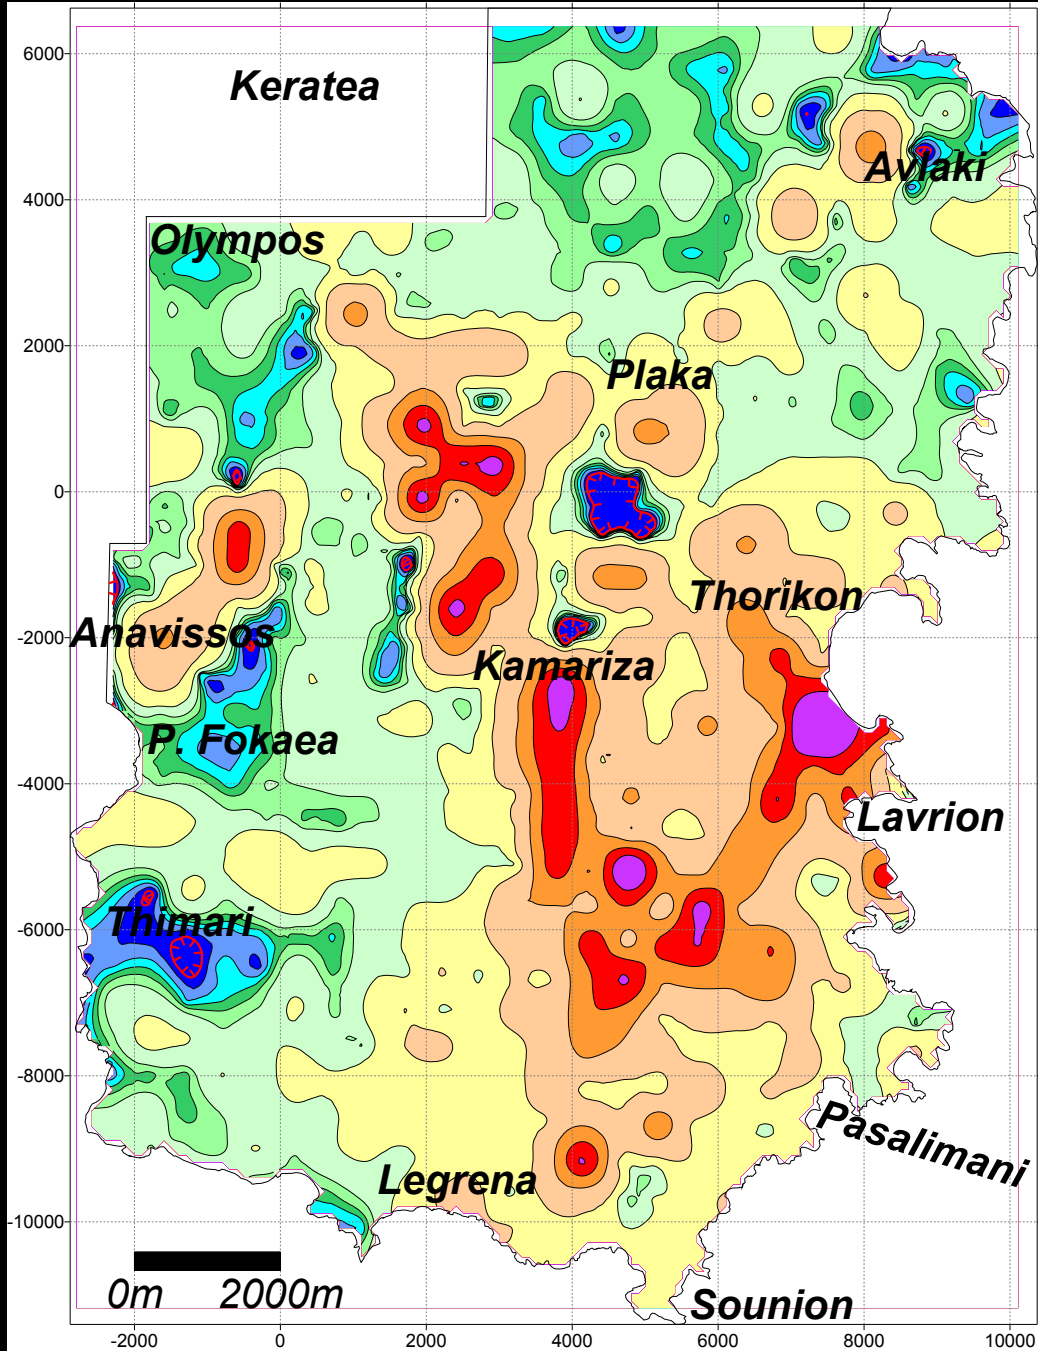 6000
Keratea
Avlaki
4000
Olympos
2000
Plaka
0
Thorikon
Anavissos
-2000
Kamariza
P. Fokaea
-4000
Lavrion
Thimari
-6000
-8000
Pasalimani
Legrena
-10000
0m 2000m
Sounion
-2000 0 2000 4000 6000 8000 10000